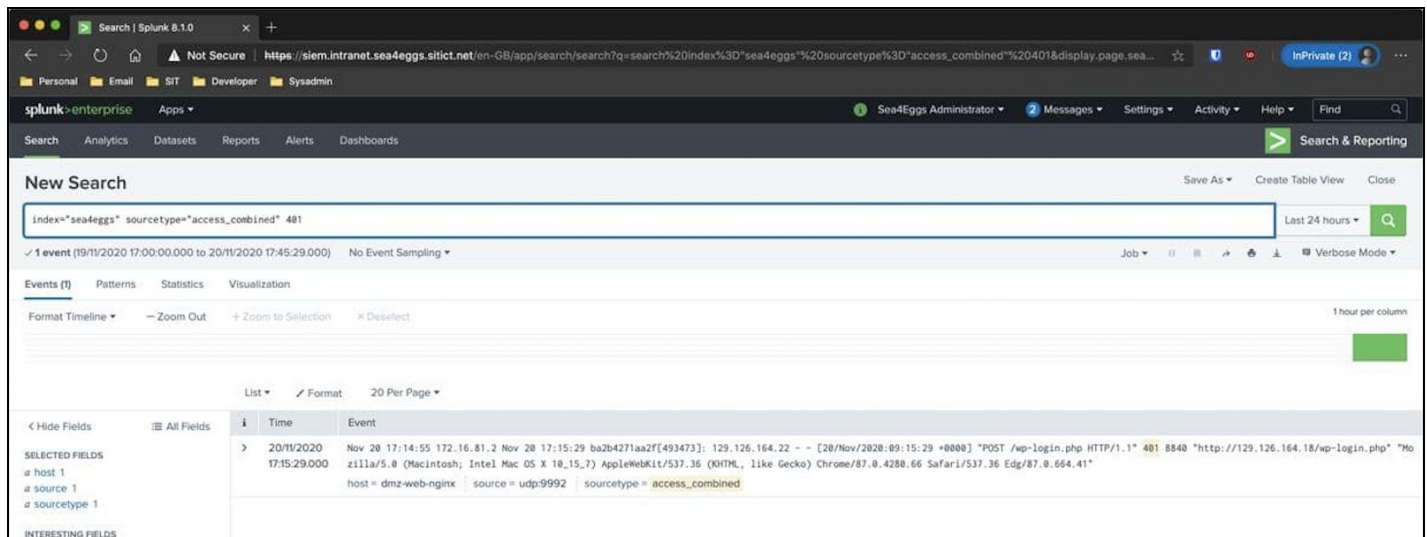 Search | Splunk 8.1.0
Not Secure https://siem.intranet.sea4eggs.sitict.net/en-GB/app/search/search?q=search%20index%3D"sea4eggs"%20sourcetype%3D"access_combined"%20401&display.page.sea... InPrivate (2)
Personal Email SIT Developer Sysadmin
splunk>enterprise Apps Sea4Eggs Administrator 2 Messages Settings Activity Help Find
Search Analytics Datasets Reports Alerts Dashboards Search & Reporting
New Search Save As Create Table View Close
index="sea4eggs" sourcetype="access_combined" 401 Last 24 hours
✓ 1 event (19/11/2020 17:00:00.000 to 20/11/2020 17:45:29.000) No Event Sampling Job Verbose Mode
Events (1) Patterns Statistics Visualization
Format Timeline — Zoom Out + Zoom to Selection × Deselect 1 hour per column
List Format 20 Per Page
< Hide Fields All Fields i Time Event
> 20/11/2020 Nov 20 17:14:55 172.16.81.2 Nov 20 17:15:29 ba2b4271aa2f[493473]: 129.126.164.22 - - [20/Nov/2020:09:15:29 +0000] "POST /wp-login.php HTTP/1.1" 401 8840 "http://129.126.164.18/wp-login.php" "Mo
17:15:29.000 zilla/5.0 (Macintosh; Intel Mac OS X 10_15_7) AppleWebKit/537.36 (KHTML, like Gecko) Chrome/87.0.4280.66 Safari/537.36 Edg/87.0.664.41"
host = dmz-web-nginx source = udp:9992 sourcetype = access_combined
SELECTED FIELDS
a host 1
a source 1
a sourcetype 1
INTERESTING FIELDS